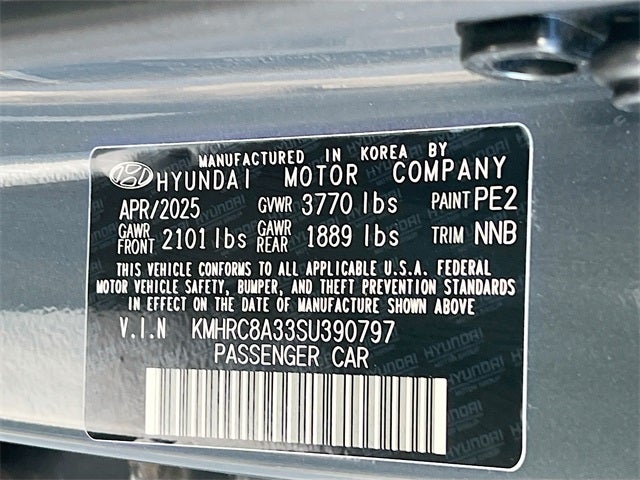 MANUFACTURED IN KOREA BY
HYUNDAI MOTOR COMPANY
APR/2025 GVWR 3770 lbs PAINT PE2
GAWR FRONT 2101 lbs GAWR REAR 1889 lbs TRIM NNB
THIS VEHICLE CONFORMS TO ALL APPLICABLE U.S.A. FEDERAL
MOTOR VEHICLE SAFETY, BUMPER, AND THEFT PREVENTION STANDARDS
IN EFFECT ON THE DATE OF MANUFACTURE SHOWN ABOVE
V.I.N KMHRC8A33SU390797
PASSENGER CAR